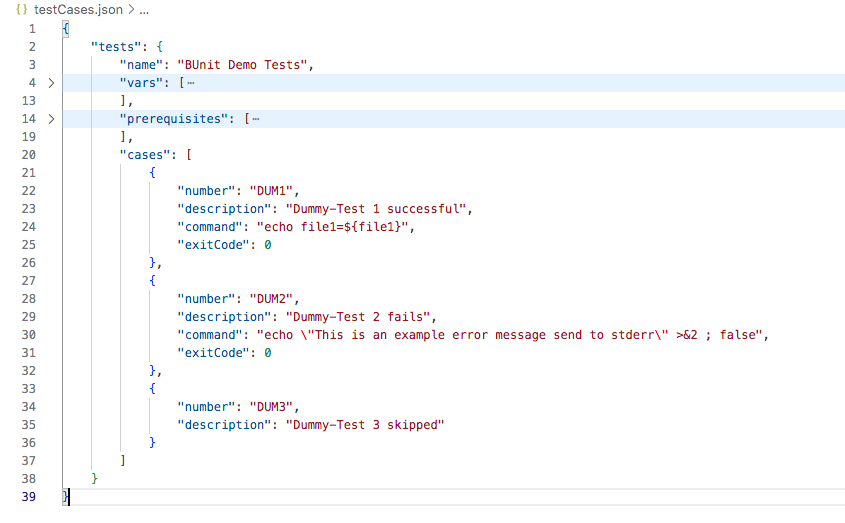 {} testCases.json > ...
1 {
2 "tests": {
3 "name": "BUnit Demo Tests",
4 > "vars": [⋯
13 ],
14 > "prerequisites": [⋯
19 ],
20 "cases": [
21 {
22 "number": "DUM1",
23 "description": "Dummy-Test 1 successful",
24 "command": "echo file1=${file1}",
25 "exitCode": 0
26 },
27 {
28 "number": "DUM2",
29 "description": "Dummy-Test 2 fails",
30 "command": "echo \"This is an example error message send to stderr\" >&2 ; false",
31 "exitCode": 0
32 },
33 {
34 "number": "DUM3",
35 "description": "Dummy-Test 3 skipped"
36 }
37 ]
38 }
39 }